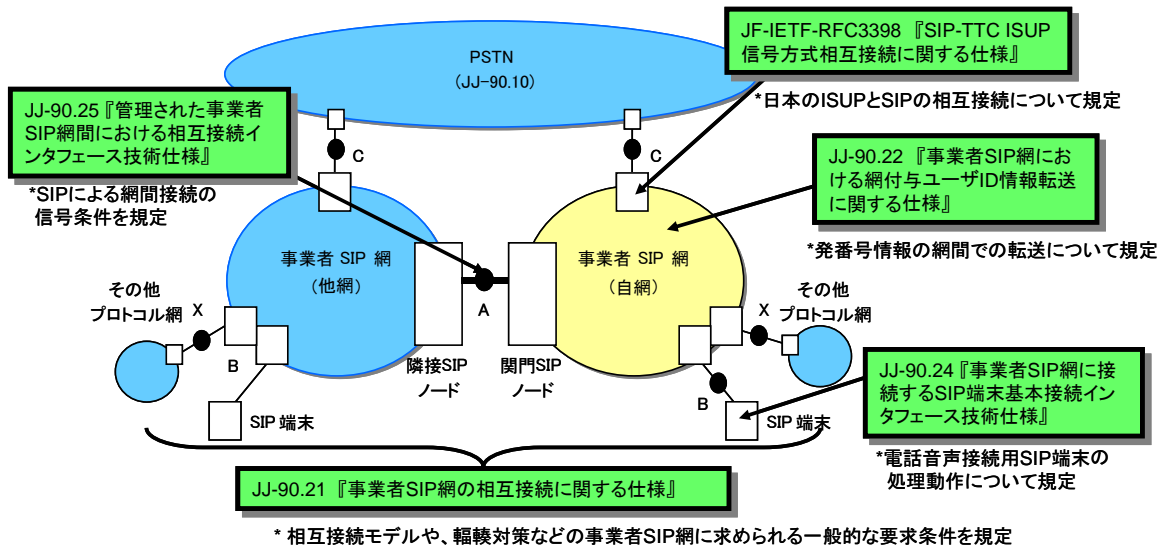 PSTN
(JJ-90.10)
JF-IETF-RFC3398 『SIP-TTC ISUP
信号方式相互接続に関する仕様』
*日本のISUPとSIPの相互接続について規定
JJ-90.25『管理された事業者
SIP網間における相互接続イ
ンタフェース技術仕様』
*SIPによる網間接続の
信号条件を規定
C
C
JJ-90.22 『事業者SIP網にお
ける網付与ユーザID情報転送
に関する仕様』
*発番号情報の網間での転送について規定
事業者 SIP 網
(他網)
事業者 SIP 網
(自網)
A
その他
プロトコル網
X
B
隣接SIP
ノード
関門SIP
ノード
X
その他
プロトコル網
B
SIP 端末
SIP 端末
JJ-90.24『事業者SIP網に接
続するSIP端末基本接続イン
タフェース技術仕様』
*電話音声接続用SIP端末の
処理動作について規定
JJ-90.21 『事業者SIP網の相互接続に関する仕様』
* 相互接続モデルや、輻輳対策などの事業者SIP網に求められる一般的な要求条件を規定